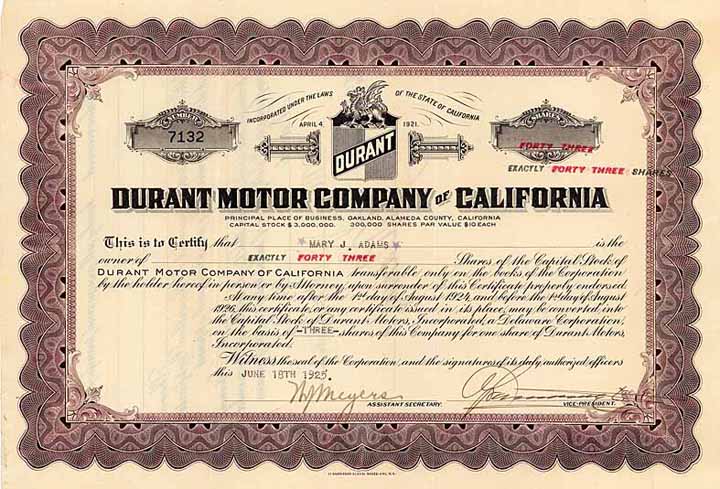 INCORPORATED UNDER THE LAWS OF THE STATE OF CALIFORNIA
APRIL 4, 1921.
NUMBER
7132
SHARES
FORTY THREE
DURANT
EXACTLY FORTY THREE SHARES
DURANT MOTOR COMPANY OF CALIFORNIA
PRINCIPAL PLACE OF BUSINESS, OAKLAND, ALAMEDA COUNTY, CALIFORNIA
CAPITAL STOCK $3,000,000. 300,000 SHARES PAR VALUE $10 EACH
This is to Certify that * MARY J. ADAMS * is the
owner of EXACTLY FORTY THREE Shares of the Capital Stock of
DURANT MOTOR COMPANY OF CALIFORNIA transferable only on the books of the Corporation
by the holder hereof in person or by Attorney, upon surrender of this Certificate properly endorsed.
At any time after the 1st day of August 1924, and before the 1st day of August
1926, this certificate, or any certificate issued in its place, may be converted into
the Capital Stock of Durant Motors, Incorporated, a Delaware Corporation,
on the basis of -THREE- shares of this Company for one share of Durant Motors,
Incorporated.
Witness the seal of the Corporation, and the signatures of its duly authorized officers
this JUNE 18TH 1925.
W J Meyers
ASSISTANT SECRETARY. VICE-PRESIDENT.